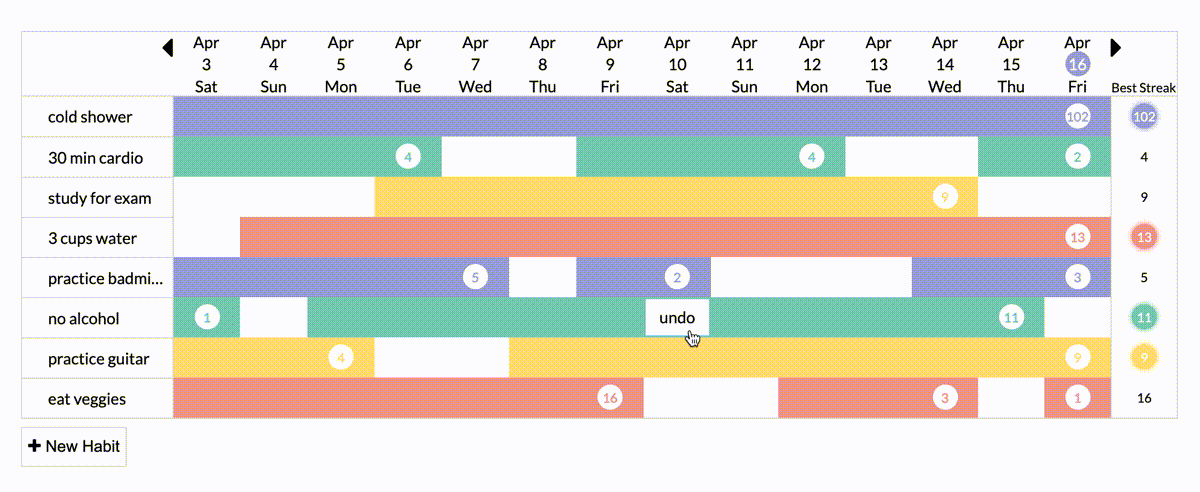 Apr Apr Apr Apr Apr Apr Apr Apr Apr Apr Apr Apr Apr Apr
3 4 5 6 7 8 9 10 11 12 13 14 15 16
Sat Sun Mon Tue Wed Thu Fri Sat Sun Mon Tue Wed Thu Fri Best Streak
cold shower 102 102
30 min cardio 4 4 2 4
study for exam 9 9
3 cups water 13 13
practice badmi... 5 2 3 5
no alcohol 1 undo 11 11
practice guitar 4 9 9
eat veggies 16 3 1 16
+ New Habit